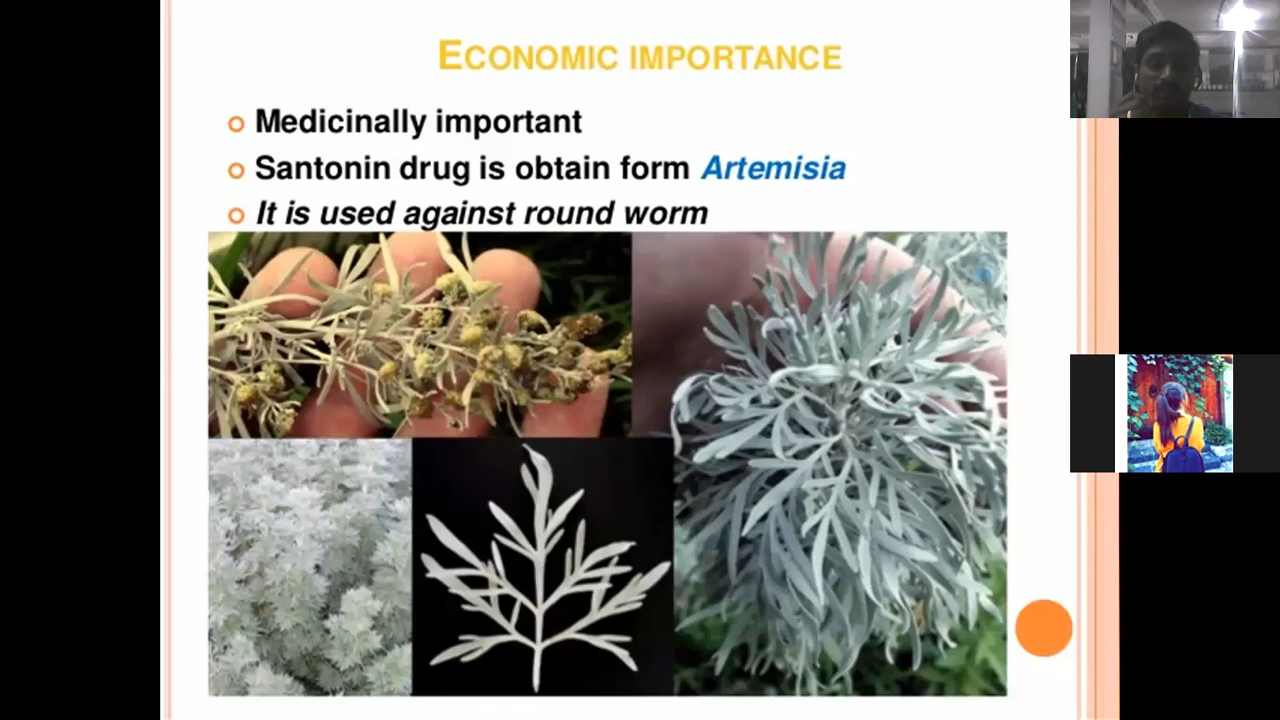 ECONOMIC IMPORTANCE
Medicinally important
Santonin drug is obtain form Artemisia
It is used against round worm